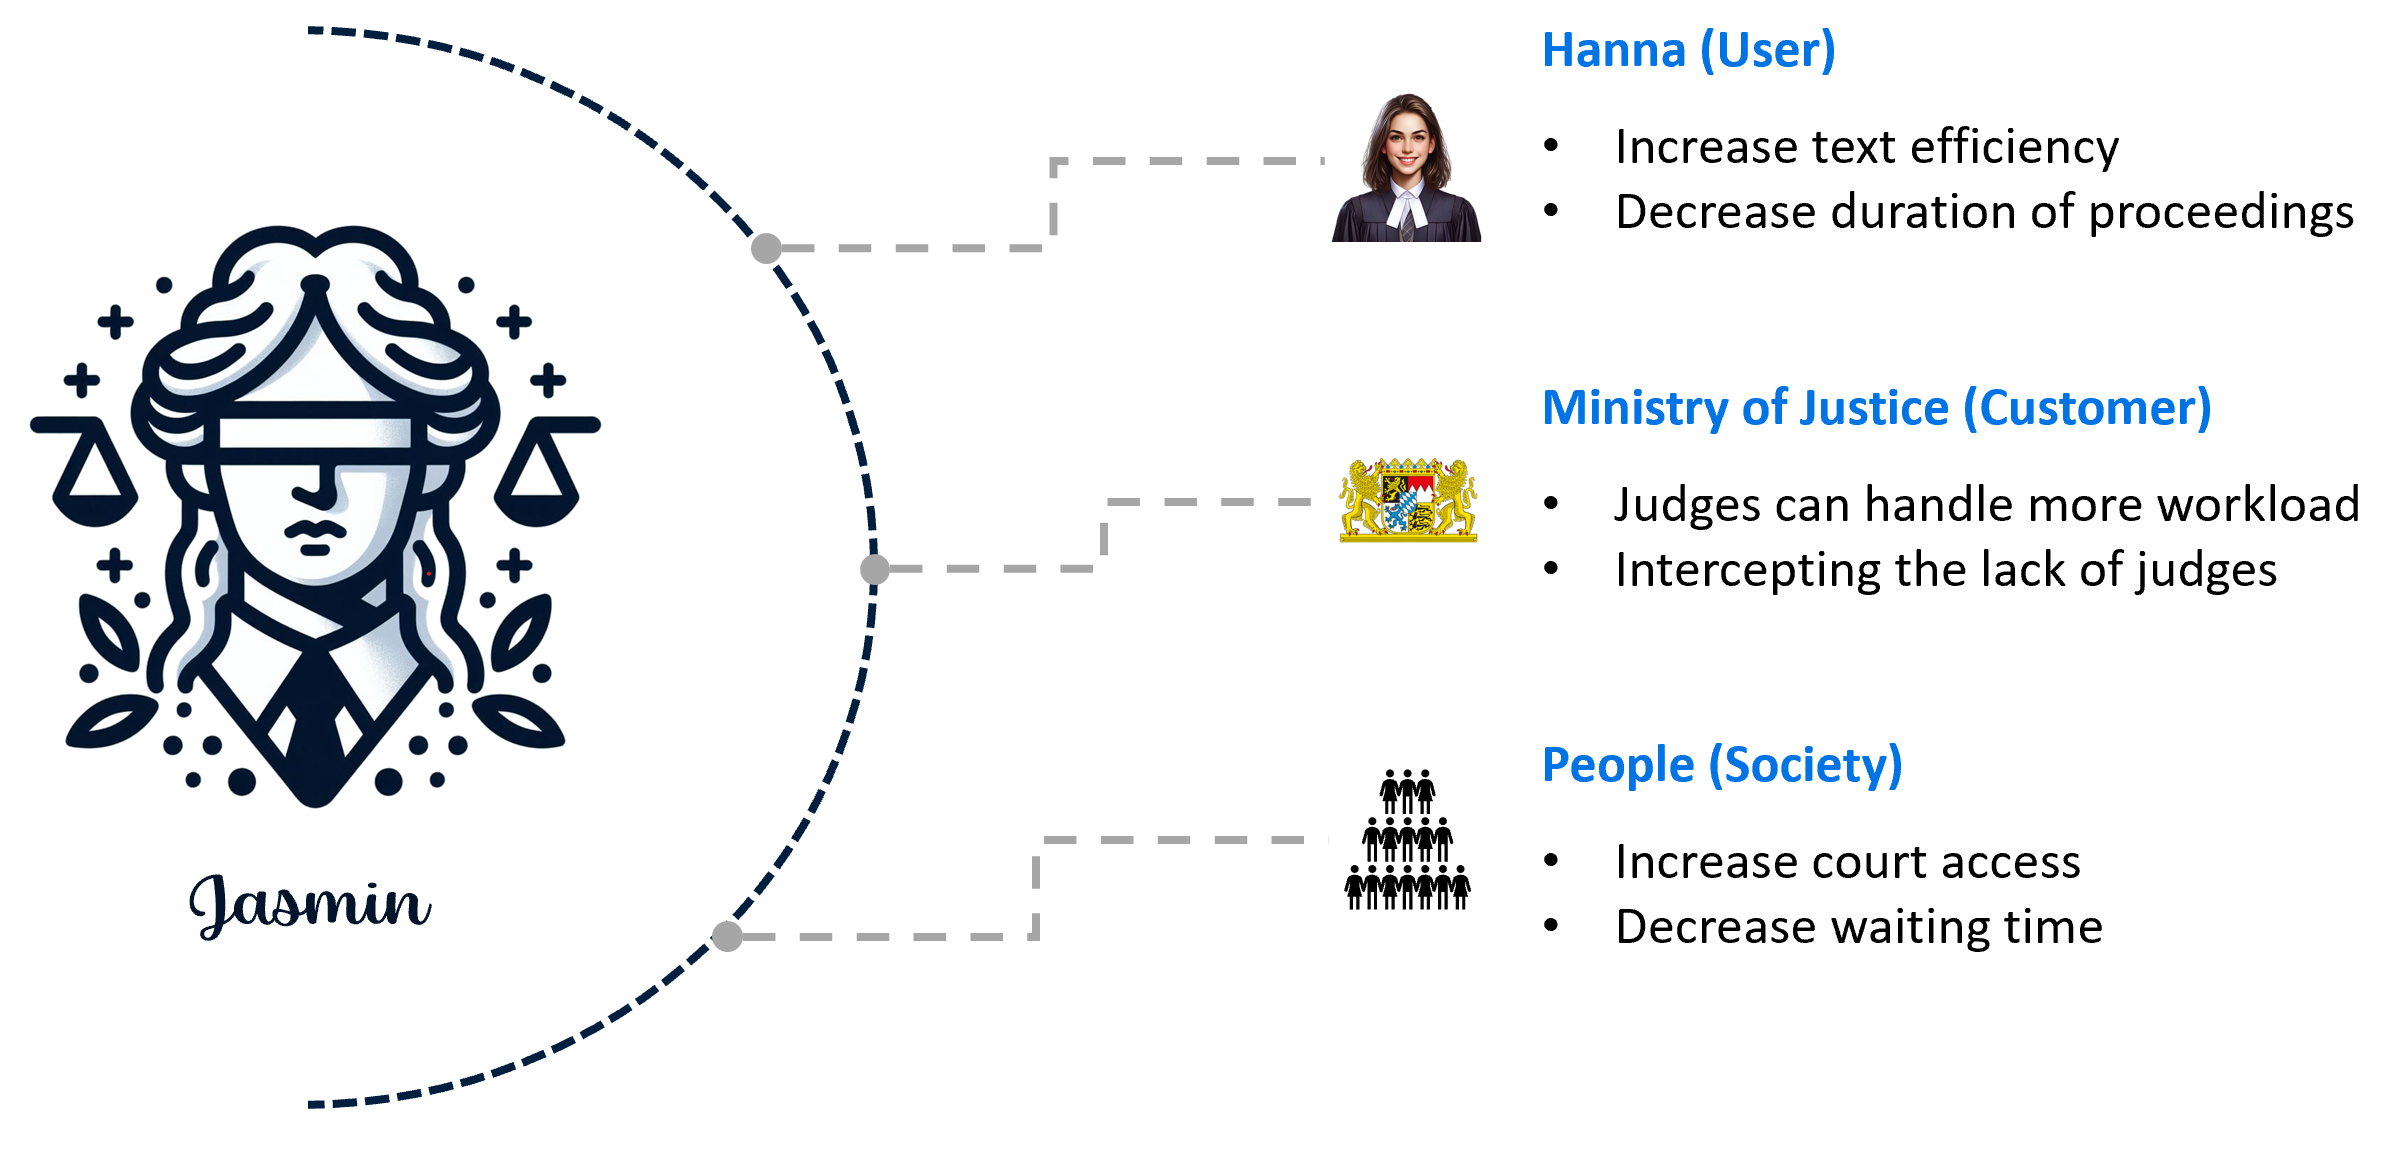 Hanna (User)
• Increase text efficiency
• Decrease duration of proceedings
Ministry of Justice (Customer)
• Judges can handle more workload
• Intercepting the lack of judges
Jasmin
People (Society)
• Increase court access
• Decrease waiting time